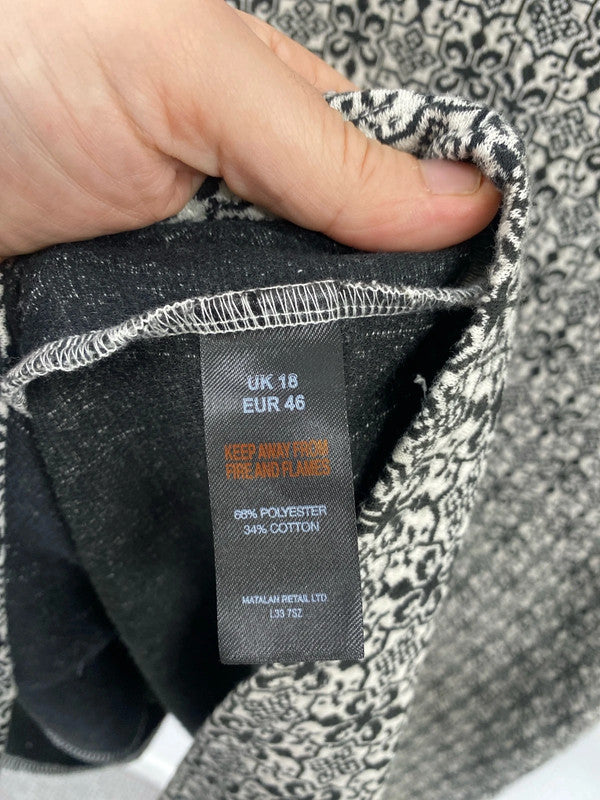 UK 18
EUR 46
KEEP AWAY FROM
FIRE AND FLAMES
66% POLYESTER
34% COTTON
MATALAN RETAIL LTD
L33 7SZ